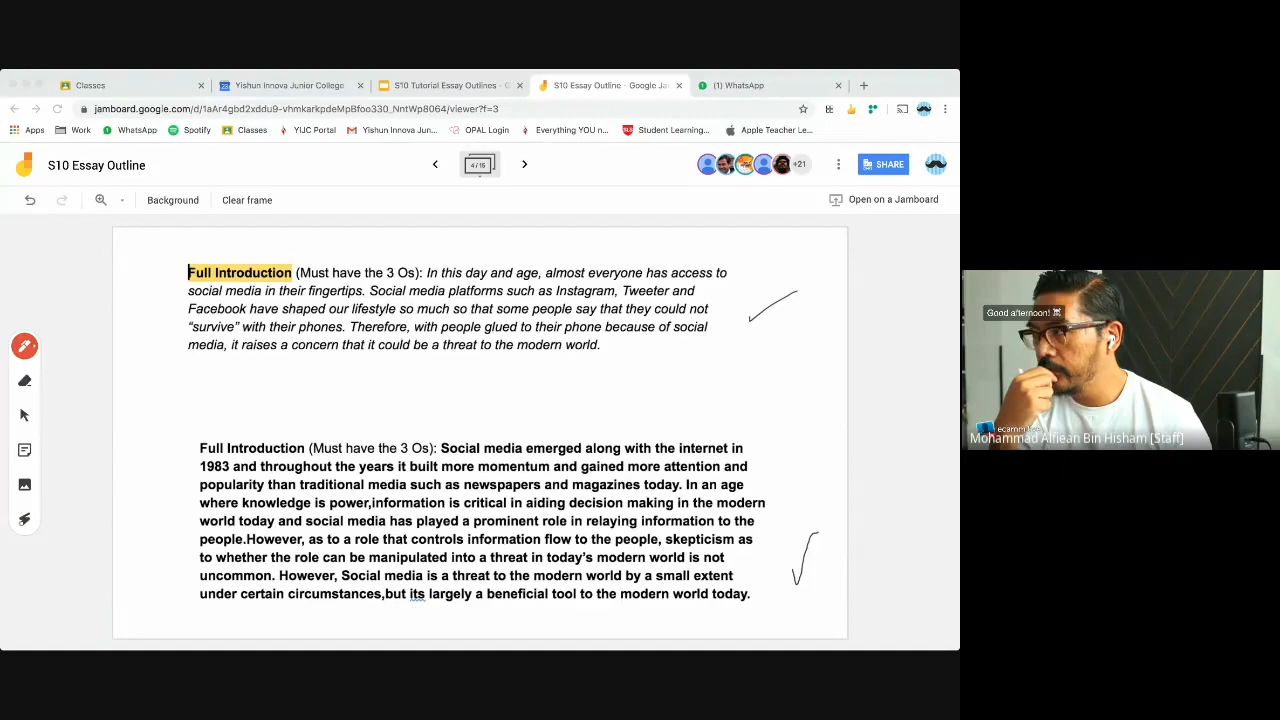 Classes
Yishun Innova Junior College
S10 Tutorial Essay Outlines - G
S10 Essay Outline - Google Ja
(1) WhatsApp
jamboard.google.com/d/1aAr4gbd2xddu9-vhmkarkpdeMpBfoo330_NntWp8064/viewer?f=3
Apps Work WhatsApp Spotify Classes YIJC Portal Yishun Innova Jun... OPAL Login Everything YOU n... Student Learning... Apple Teacher Le...
S10 Essay Outline
4 / 15
+21
SHARE
Background
Clear frame
Open on a Jamboard
Full Introduction (Must have the 3 Os): In this day and age, almost everyone has access to
social media in their fingertips. Social media platforms such as Instagram, Tweeter and
Facebook have shaped our lifestyle so much so that some people say that they could not
“survive” with their phones. Therefore, with people glued to their phone because of social
media, it raises a concern that it could be a threat to the modern world.
Full Introduction (Must have the 3 Os): Social media emerged along with the internet in
1983 and throughout the years it built more momentum and gained more attention and
popularity than traditional media such as newspapers and magazines today. In an age
where knowledge is power,information is critical in aiding decision making in the modern
world today and social media has played a prominent role in relaying information to the
people.However, as to a role that controls information flow to the people, skepticism as
to whether the role can be manipulated into a threat in today’s modern world is not
uncommon. However, Social media is a threat to the modern world by a small extent
under certain circumstances,but its largely a beneficial tool to the modern world today.
Good afternoon!
ecamm live
Mohammad Alfiean Bin Hisham [Staff]